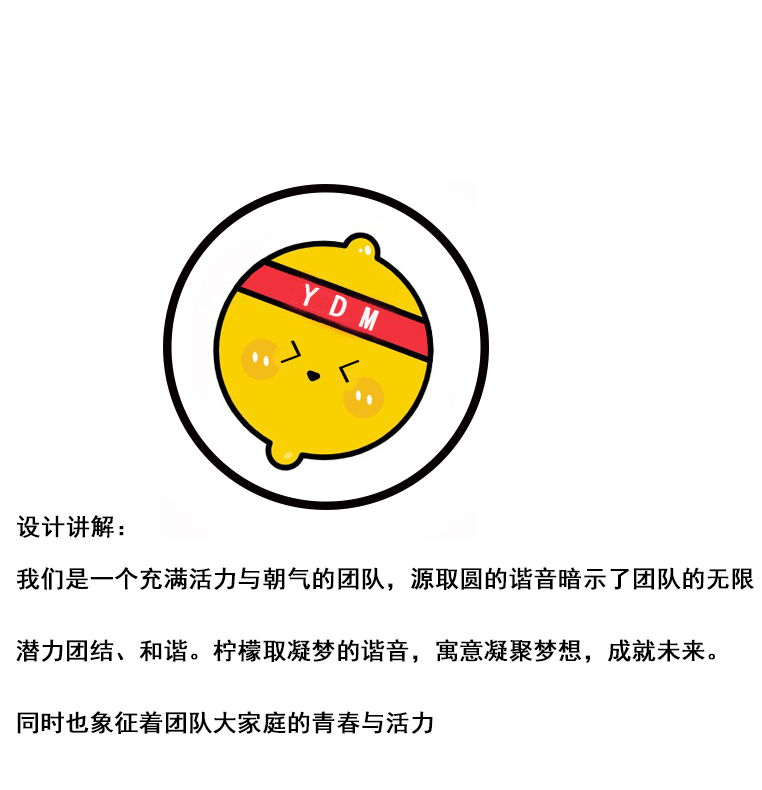 YDM
设计讲解：
我们是一个充满活力与朝气的团队，源取圆的谐音暗示了团队的无限
潜力团结、和谐。柠檬取凝梦的谐音，寓意凝聚梦想，成就未来。
同时也象征着团队大家庭的青春与活力